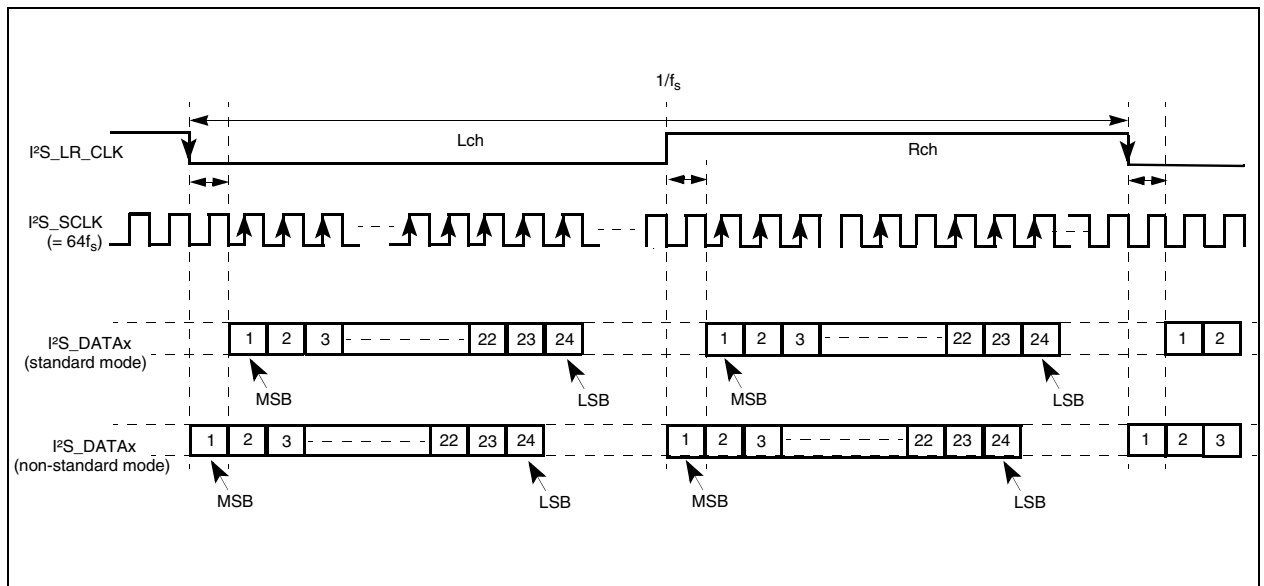 1/fs
I²S_LR_CLK
Lch
Rch
I²S_SCLK
(= 64fs)
I²S_DATAx
(standard mode)
1 2 3 22 23 24
1 2 3 22 23 24
1 2
MSB
LSB
MSB
LSB
I²S_DATAx
(non-standard mode)
1 2 3 22 23 24
1 2 3 22 23 24
1 2 3
MSB
LSB
MSB
LSB